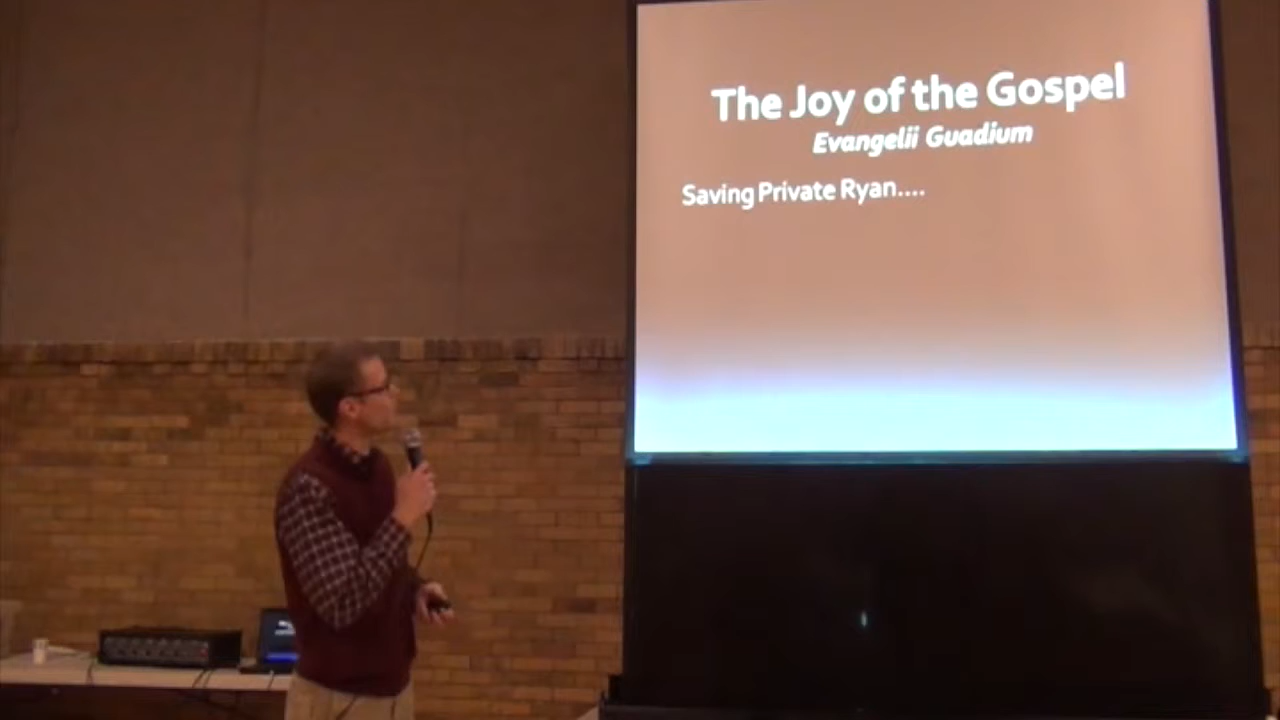 The Joy of the Gospel
Evangelii Guadium
Saving Private Ryan....